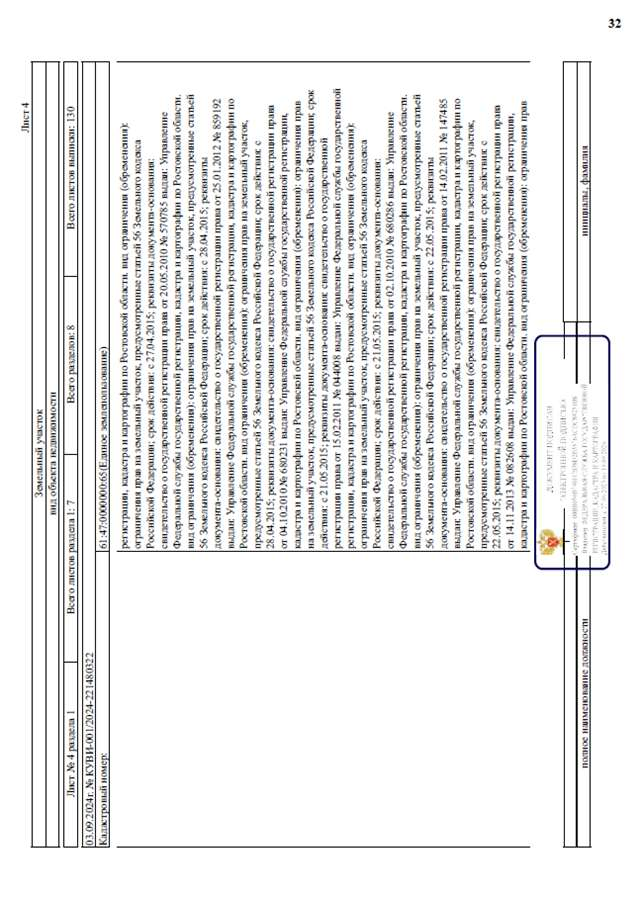 32
Лист 4
Земельный участок
вид объекта недвижимости
Лист № 4 раздела 1 Всего листов раздела 1: 7 Всего разделов: 8 Всего листов выписки: 130
03.09.2024г. № КУВИ-001/2024-221480322
Кадастровый номер: 61:47:0000000:65(Единое землепользование)
регистрации, кадастра и картографии по Ростовской области. вид ограничения (обременения):
ограничения прав на земельный участок, предусмотренные статьей 56 Земельного кодекса
Российской Федерации; срок действия: с 27.04.2015; реквизиты документа-основания:
свидетельство о государственной регистрации права от 20.05.2010 № 570785 выдан: Управление
Федеральной службы государственной регистрации, кадастра и картографии по Ростовской области.
вид ограничения (обременения): ограничения прав на земельный участок, предусмотренные статьей
56 Земельного кодекса Российской Федерации; срок действия: с 28.04.2015; реквизиты
документа-основания: свидетельство о государственной регистрации права от 25.01.2012 № 859192
выдан: Управление Федеральной службы государственной регистрации, кадастра и картографии по
Ростовской области. вид ограничения (обременения): ограничения прав на земельный участок,
предусмотренные статьей 56 Земельного кодекса Российской Федерации; срок действия: с
28.04.2015; реквизиты документа-основания: свидетельство о государственной регистрации права
от 04.10.2010 № 680231 выдан: Управление Федеральной службы государственной регистрации,
кадастра и картографии по Ростовской области. вид ограничения (обременения): ограничения прав
на земельный участок, предусмотренные статьей 56 Земельного кодекса Российской Федерации; срок
действия: с 21.05.2015; реквизиты документа-основания: свидетельство о государственной
регистрации права от 15.02.2011 № 044008 выдан: Управление Федеральной службы государственной
регистрации, кадастра и картографии по Ростовской области. вид ограничения (обременения):
ограничения прав на земельный участок, предусмотренные статьей 56 Земельного кодекса
Российской Федерации; срок действия: с 21.05.2015; реквизиты документа-основания:
свидетельство о государственной регистрации права от 02.10.2010 № 680286 выдан: Управление
Федеральной службы государственной регистрации, кадастра и картографии по Ростовской области.
вид ограничения (обременения): ограничения прав на земельный участок, предусмотренные статьей
56 Земельного кодекса Российской Федерации; срок действия: с 22.05.2015; реквизиты
документа-основания: свидетельство о государственной регистрации права от 14.02.2011 № 147485
выдан: Управление Федеральной службы государственной регистрации, кадастра и картографии по
Ростовской области. вид ограничения (обременения): ограничения прав на земельный участок,
предусмотренные статьей 56 Земельного кодекса Российской Федерации; срок действия: с
22.05.2015; реквизиты документа-основания: свидетельство о государственной регистрации права
от 14.11.2013 № 082608 выдан: Управление Федеральной службы государственной регистрации,
кадастра и картографии по Ростовской области. вид ограничения (обременения): ограничения прав
ДОКУМЕНТ ПОДПИСАН
ЭЛЕКТРОННОЙ ПОДПИСЬЮ
полное наименование должности инициалы, фамилия